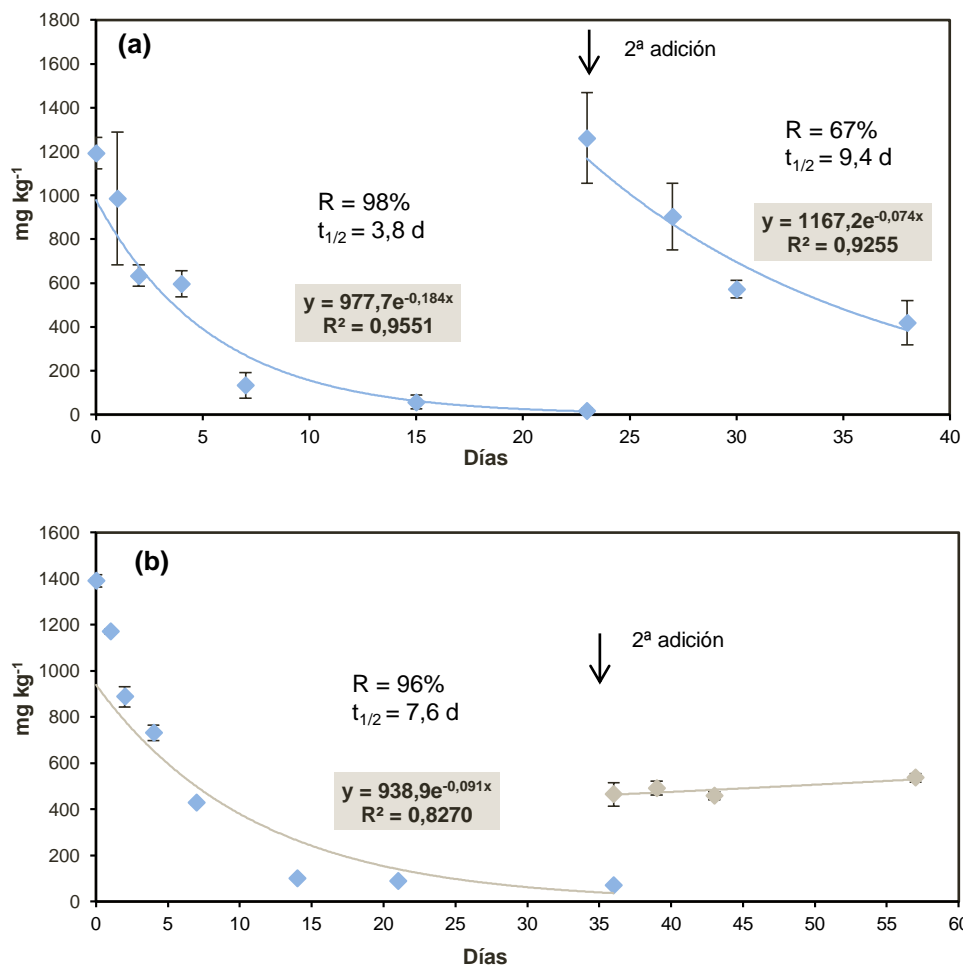 1800
1600
1400
1200
1000
800
600
400
200
0
mg kg-1
(a)
2ª adición
R = 98%
t1/2 = 3,8 d
y = 977,7e-0,184x
R² = 0,9551
R = 67%
t1/2 = 9,4 d
y = 1167,2e-0,074x
R² = 0,9255
0 5 10 15 20 25 30 35 40
Días
1600
1400
1200
1000
800
600
400
200
0
mg kg-1
(b)
2ª adición
R = 96%
t1/2 = 7,6 d
y = 938,9e-0,091x
R² = 0,8270
0 5 10 15 20 25 30 35 40 45 50 55 60
Días